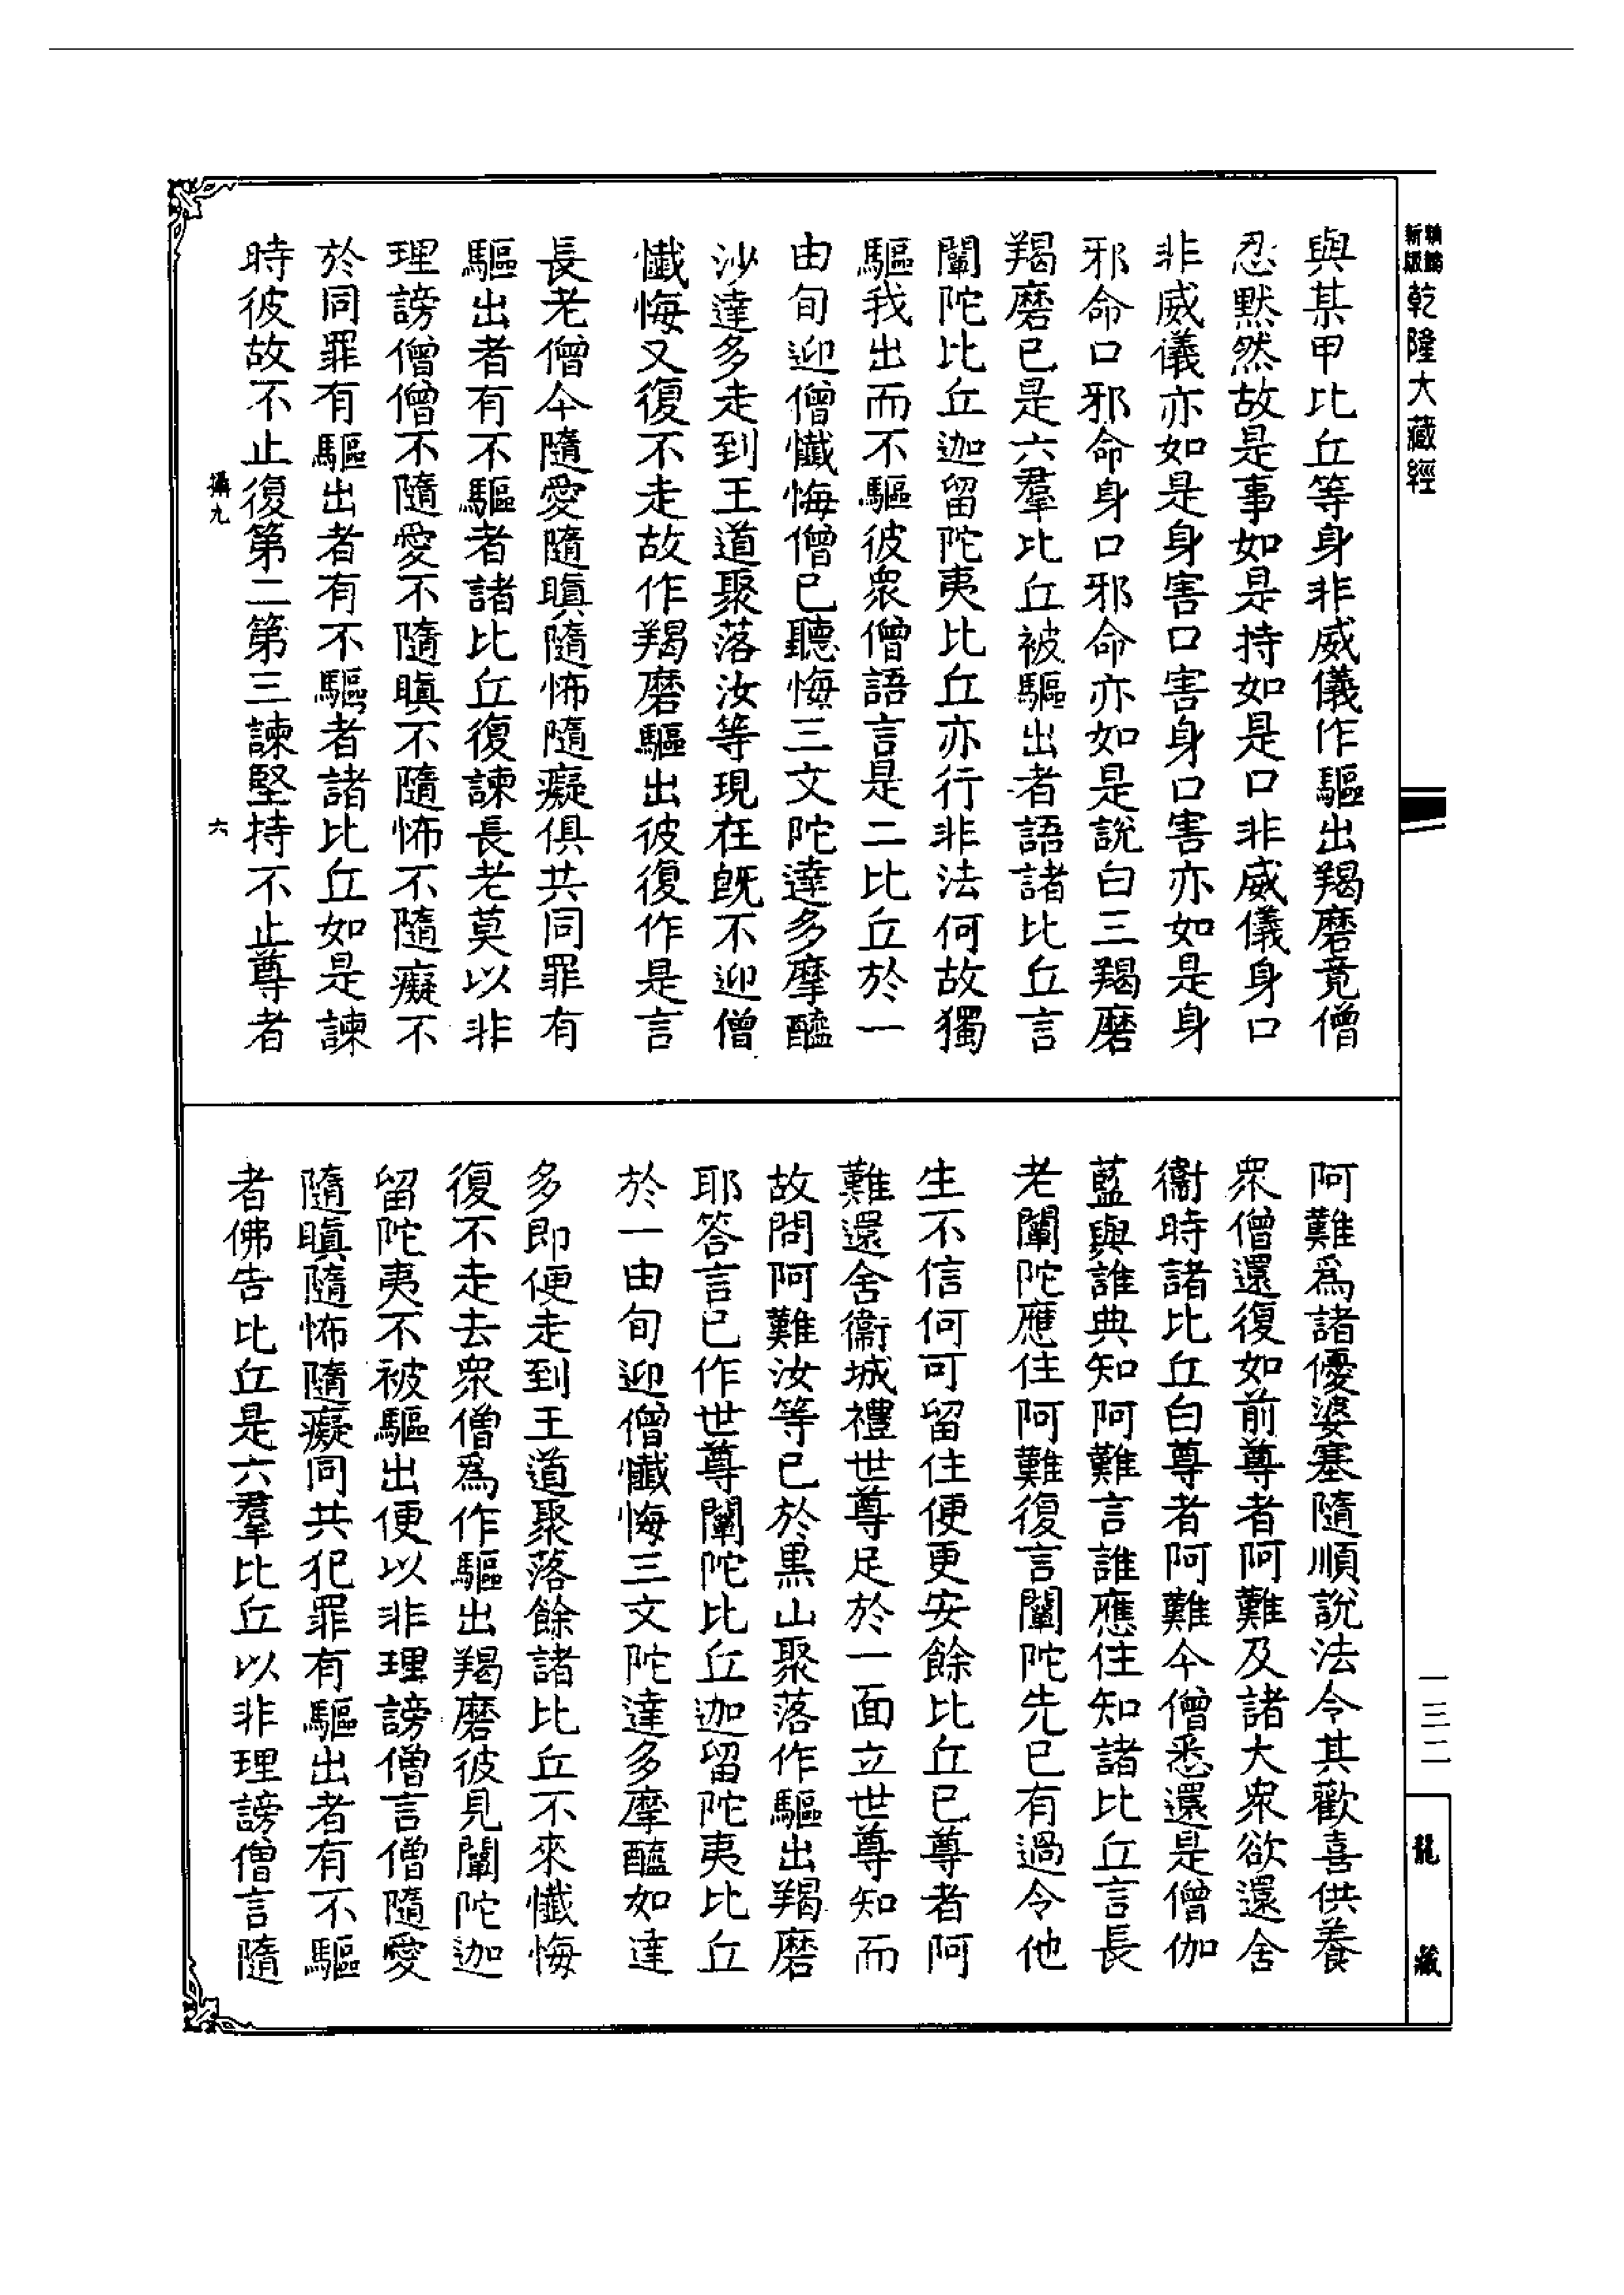 新編縮版
乾隆大藏經
與某甲比丘等身非威儀作驅出羯磨竟僧
忍默然故是事如是持如是口非威儀身口
非威儀亦如是身害口害身口害亦如是身
邪命口邪命身口邪命亦如是說白三羯磨
羯磨已是六羣比丘被驅出者語諸比丘言
闡陀比丘迦留陀夷比丘亦行非法何故獨
驅我出而不驅彼衆僧語言是二比丘於一
由旬迎僧懺悔僧已聽悔三文陀達多摩醯
沙達多走到王道聚落汝等現在旣不迎僧
懺悔又復不走故作羯磨驅出彼復作是言
長老僧今隨愛隨瞋隨怖隨癡俱共同罪有
驅出者有不驅者諸比丘復諫長老莫以非
理謗僧僧不隨愛不隨瞋不隨怖不隨癡不
於同罪有驅出者有不驅者諸比丘如是諫
時彼故不止復第二第三諫堅持不止尊者
攝九
六
阿難爲諸優婆塞隨順說法令其歡喜供養
衆僧還復如前尊者阿難及諸大衆欲還舍
衞時諸比丘白尊者阿難今僧悉還是僧伽
藍與誰典知阿難言誰應住知諸比丘言長
老闡陀應住阿難復言闡陀先已有過令他
生不信何可留住便更安餘比丘已尊者阿
難還舍衞城禮世尊足於一面立世尊知而
故問阿難汝等已於黒山聚落作驅出羯磨
耶答言已作世尊闡陀比丘迦留陀夷比丘
於一由旬迎僧懺悔三文陀達多摩醯如達
多即便走到王道聚落餘諸比丘不來懺悔
復不走去衆僧爲作驅出羯磨彼見闡陀迦
留陀夷不被驅出便以非理謗僧言僧隨愛
隨瞋隨怖隨癡同共犯罪有驅出者有不驅
者佛告比丘是六羣比丘以非理謗僧言隨
一三二
龍藏